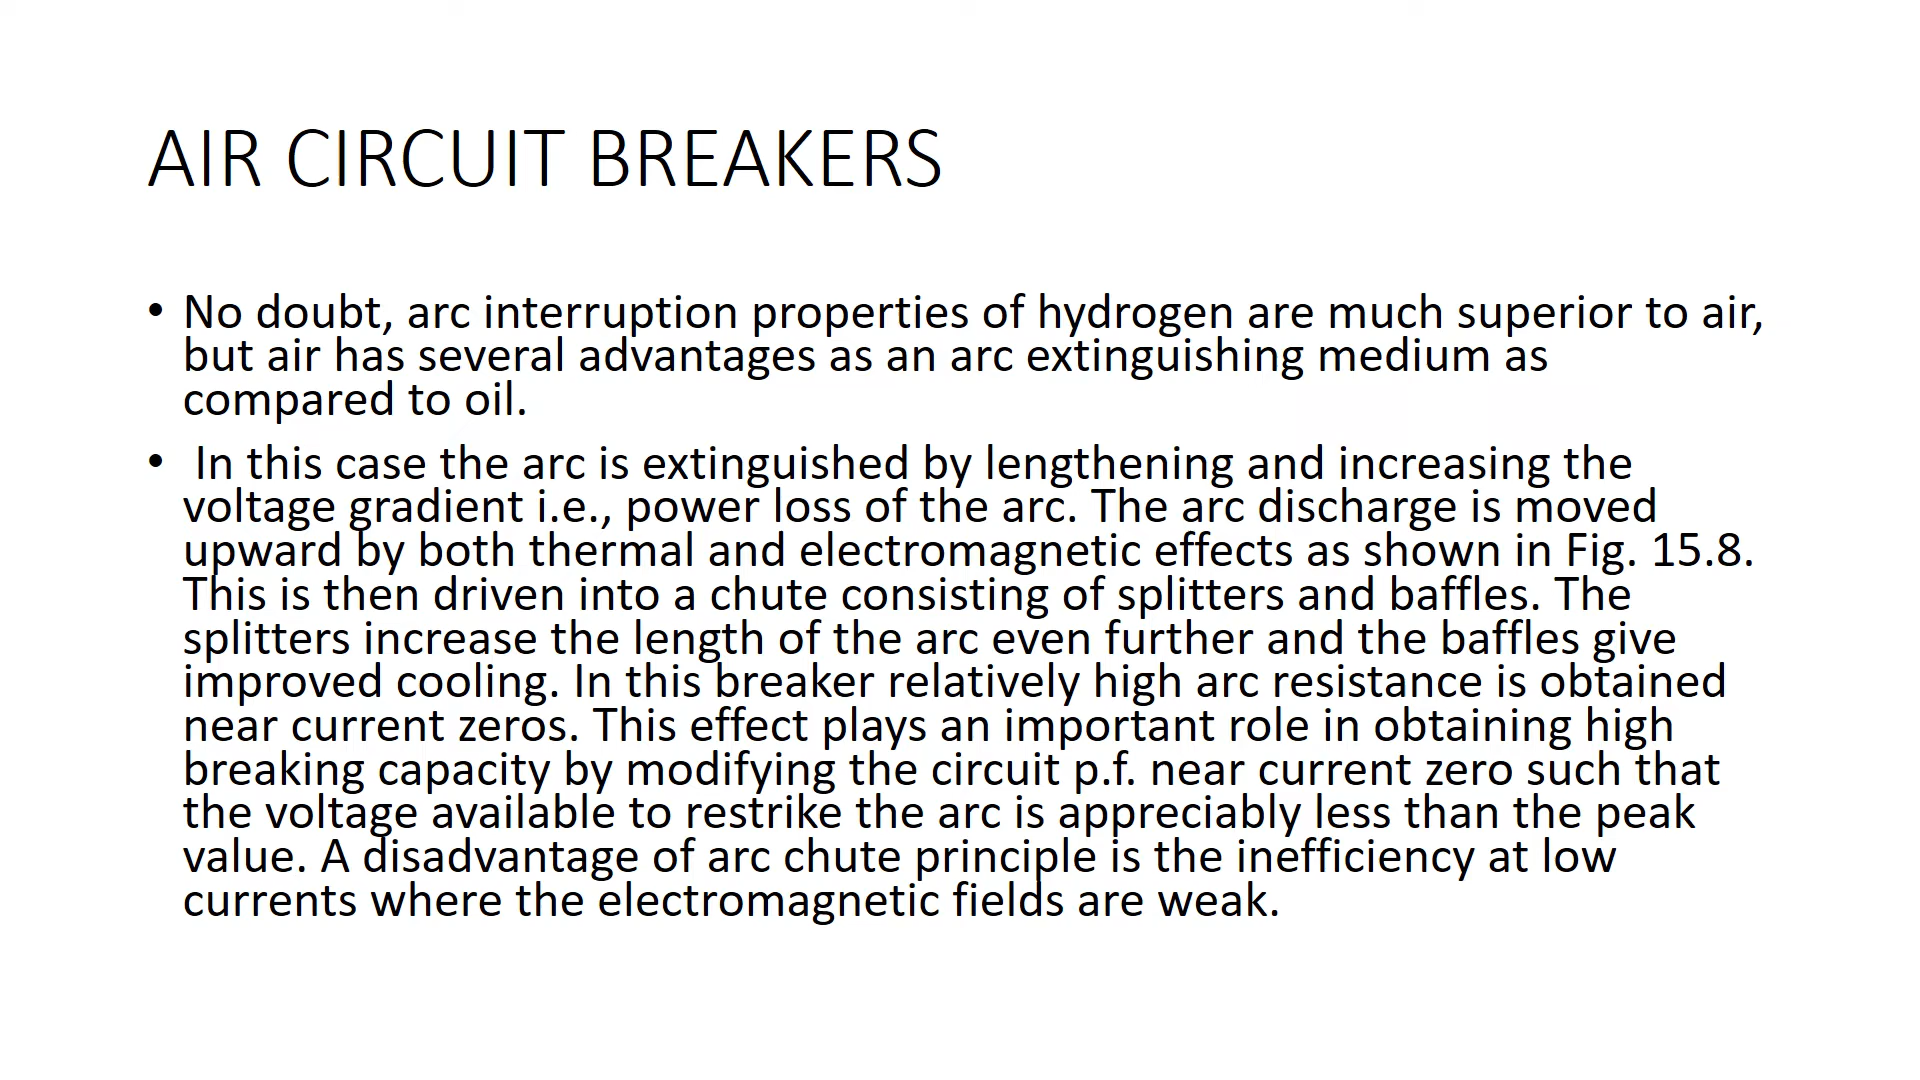 AIR CIRCUIT BREAKERS
• No doubt, arc interruption properties of hydrogen are much superior to air,
but air has several advantages as an arc extinguishing medium as
compared to oil.
• In this case the arc is extinguished by lengthening and increasing the
voltage gradient i.e., power loss of the arc. The arc discharge is moved
upward by both thermal and electromagnetic effects as shown in Fig. 15.8.
This is then driven into a chute consisting of splitters and baffles. The
splitters increase the length of the arc even further and the baffles give
improved cooling. In this breaker relatively high arc resistance is obtained
near current zeros. This effect plays an important role in obtaining high
breaking capacity by modifying the circuit p.f. near current zero such that
the voltage available to restrike the arc is appreciably less than the peak
value. A disadvantage of arc chute principle is the inefficiency at low
currents where the electromagnetic fields are weak.